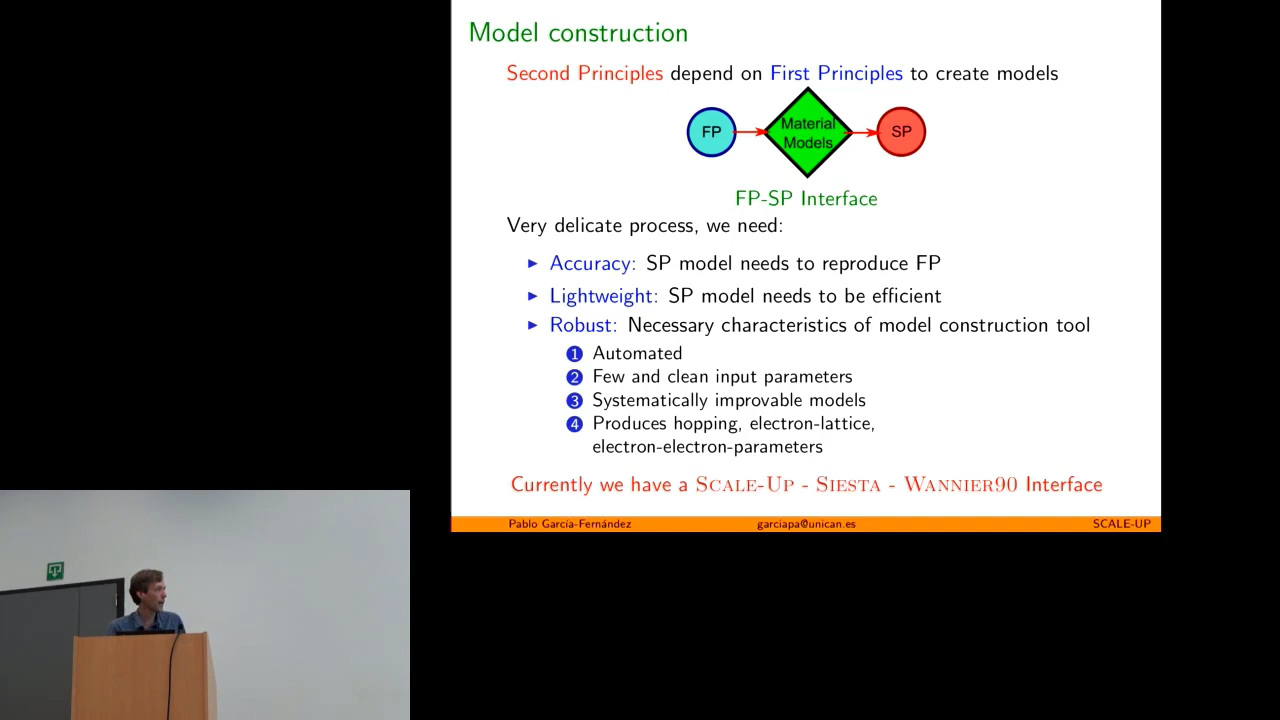 Model construction
Second Principles depend on First Principles to create models
FP
Material
Models
SP
FP-SP Interface
Very delicate process, we need:
▶ Accuracy: SP model needs to reproduce FP
▶ Lightweight: SP model needs to be efficient
▶ Robust: Necessary characteristics of model construction tool
1 Automated
2 Few and clean input parameters
3 Systematically improvable models
4 Produces hopping, electron-lattice,
electron-electron-parameters
Currently we have a SCALE-UP - SIESTA - WANNIER90 Interface
Pablo García-Fernández garciapa@unican.es SCALE-UP